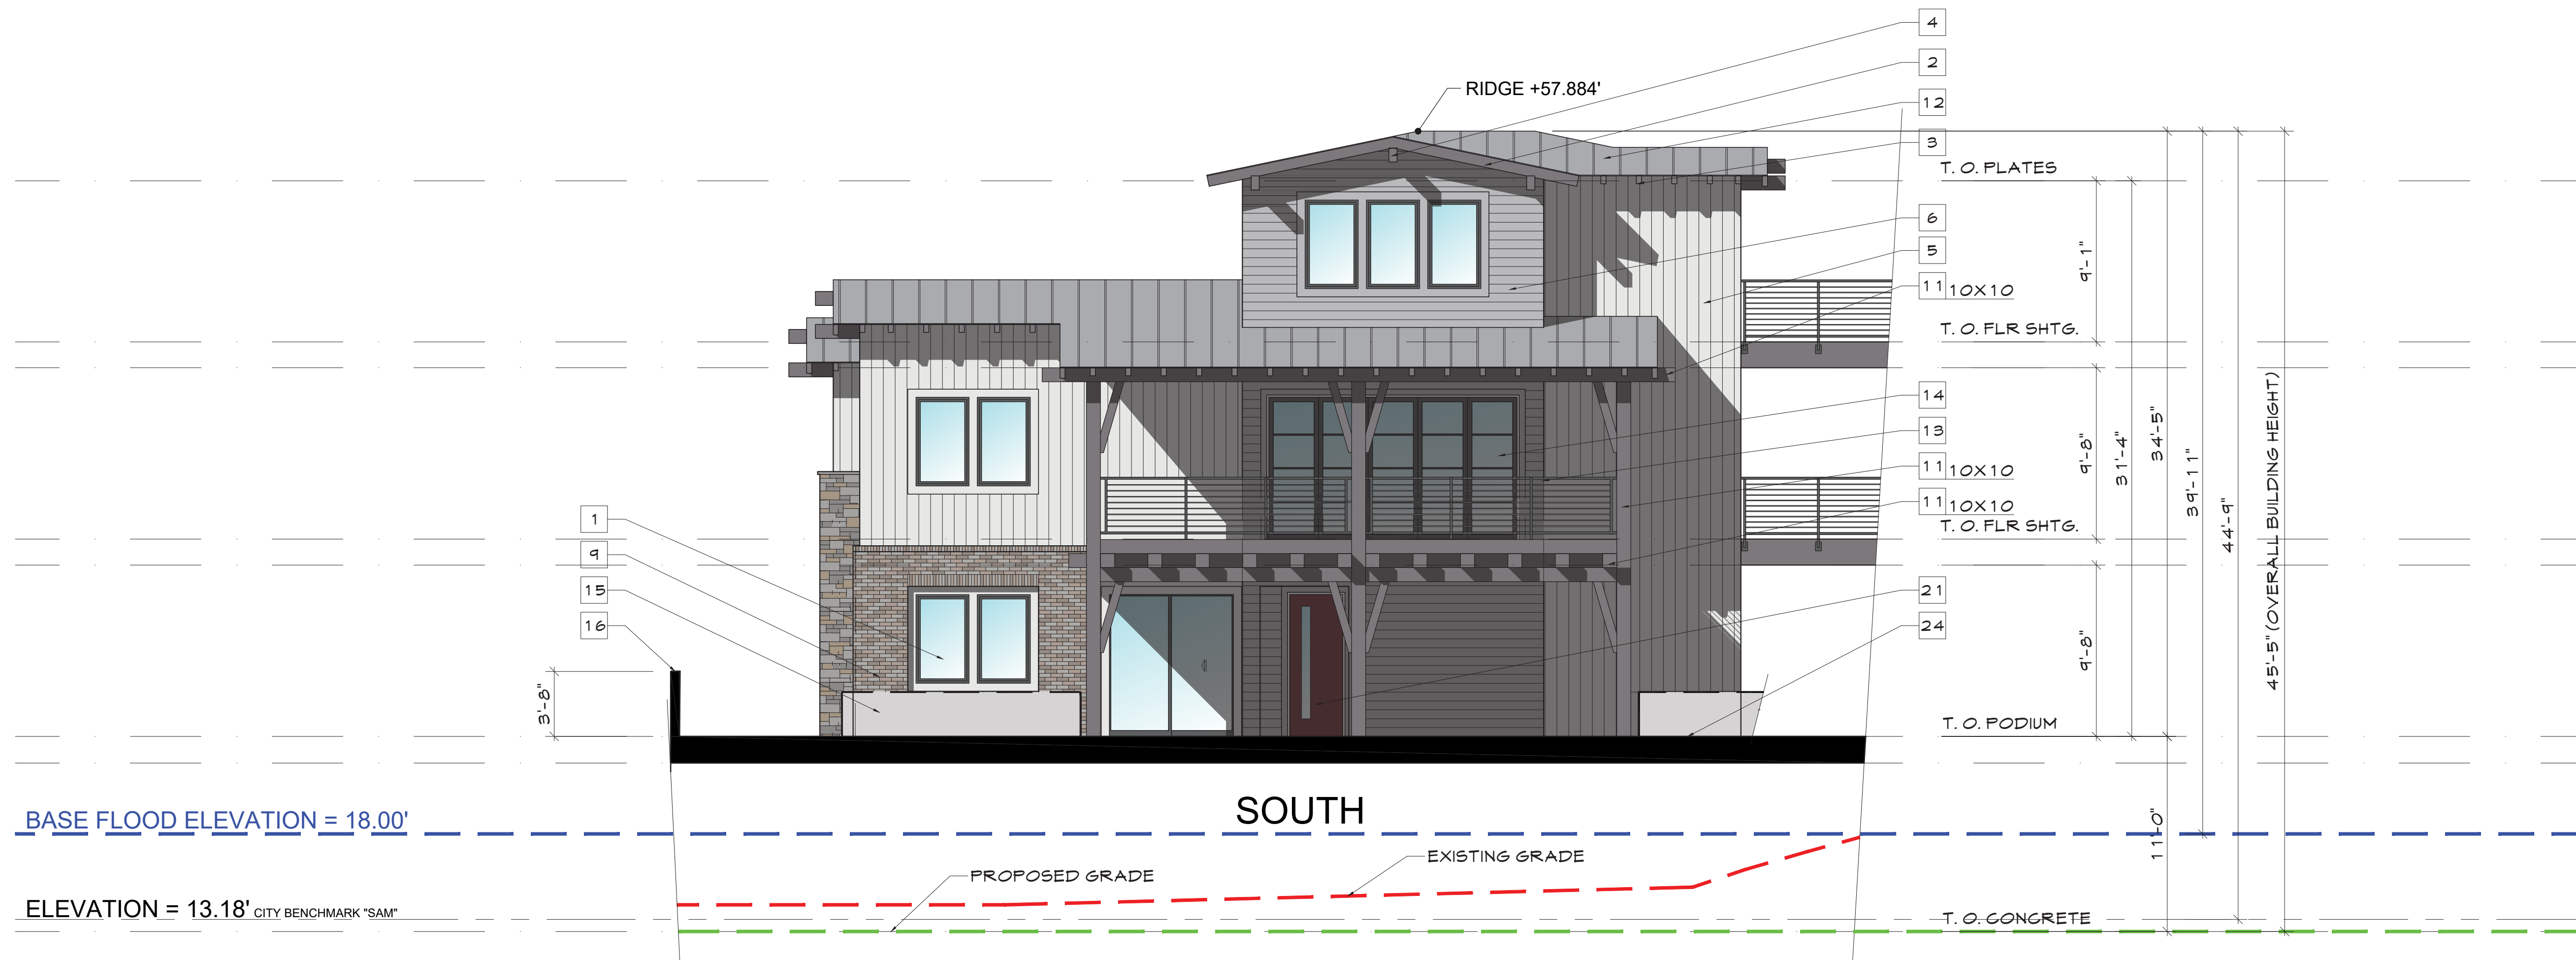 4
2
RIDGE +57.884'
12
3
T. O. PLATES
6
5
9'-1"
11 10X10
T. O. FLR SHTG.
14
13
11 10X10
11 10X10
T. O. FLR SHTG.
9'-8"
31'-4"
34'-5"
39'-11"
44'-9"
45'-5" (OVERALL BUILDING HEIGHT)
1
9
15
16
21
24
9'-8"
3'-8"
T. O. PODIUM
SOUTH
BASE FLOOD ELEVATION = 18.00'
11'-0"
EXISTING GRADE
PROPOSED GRADE
ELEVATION = 13.18' CITY BENCHMARK "SAM"
T. O. CONCRETE